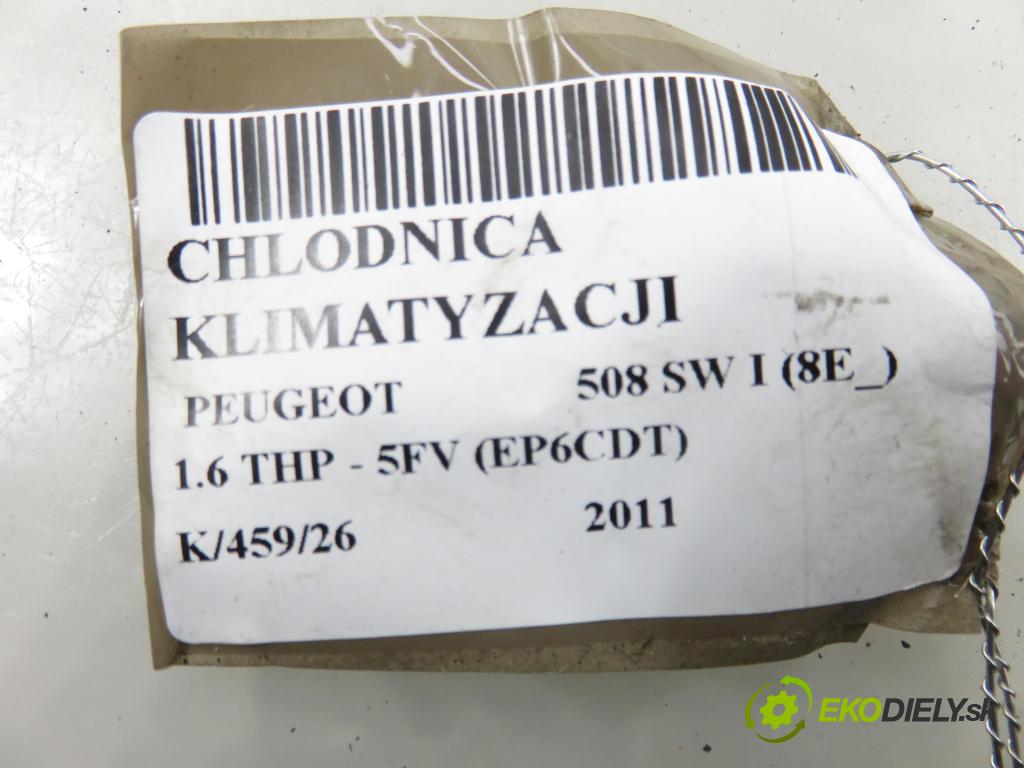 CHLODNICA
KLIMATYZACJI
PEUGEOT 508 SW I (8E_)
1.6 THP - 5FV (EP6CDT)
K/459/26 2011
EKODIELY.sk